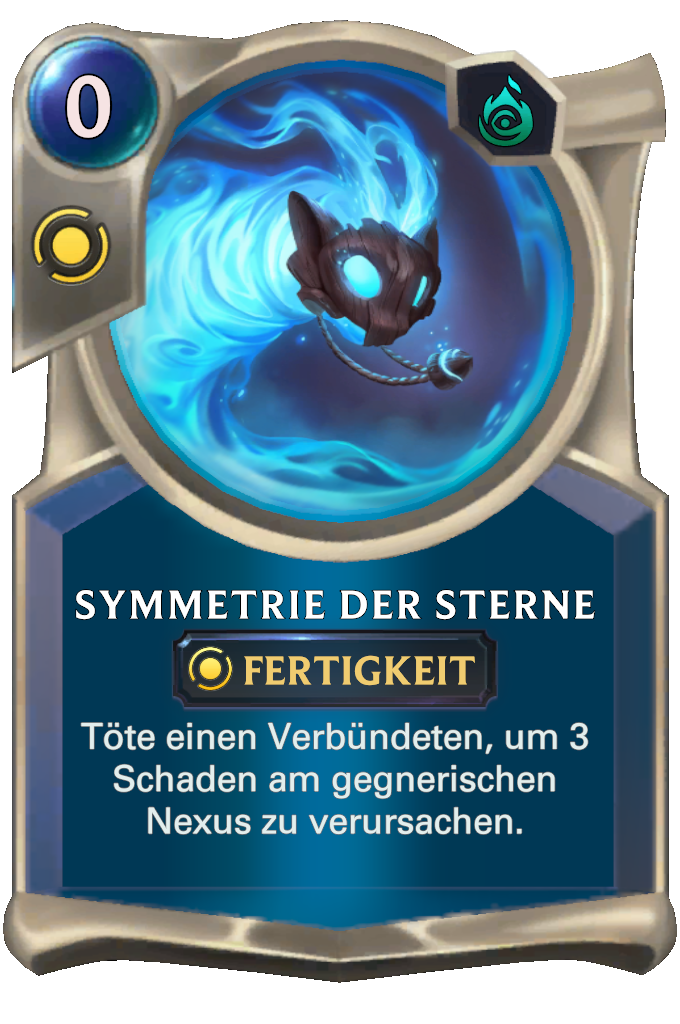 0
SYMMETRIE DER STERNE
FERTIGKEIT
Töte einen Verbündeten, um 3
Schaden am gegnerischen
Nexus zu verursachen.